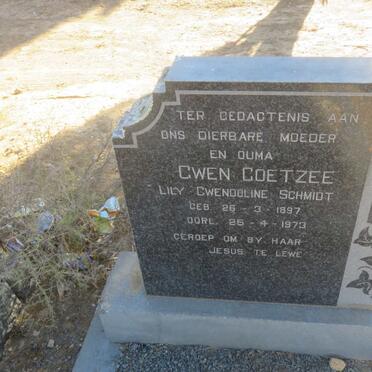 TER GEDAGTENIS AAN
ONS DIERBARE MOEDER
EN OUMA
GWEN COETZEE
LILY GWENDOLINE SCHMIDT
GEB. 26-3-1897
OORL. 25-4-1973
GEROEP OM BY HAAR
JESUS TE LEWE